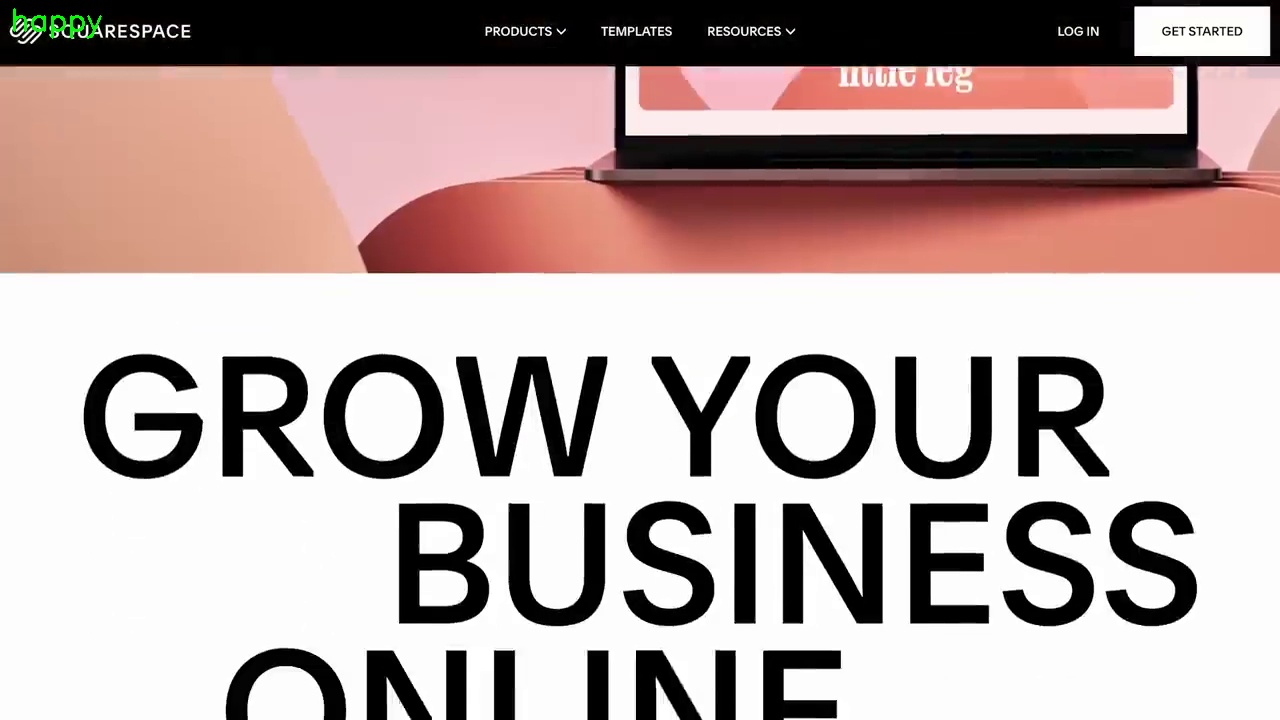 happy
SQUARESPACE
PRODUCTS
TEMPLATES
RESOURCES
LOG IN
GET STARTED
little leg
GROW YOUR
BUSINESS
ONLINE